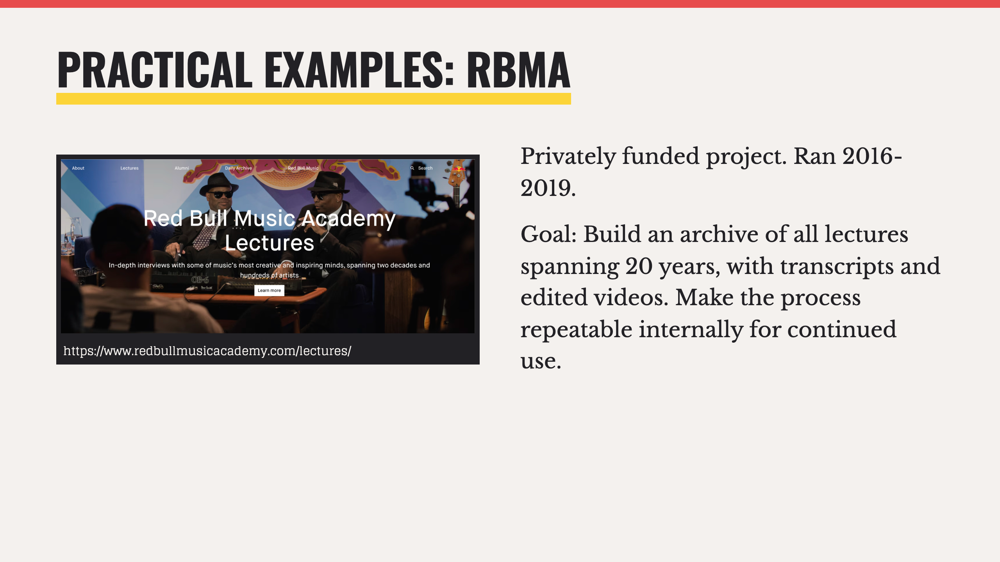 PRACTICAL EXAMPLES: RBMA
About
Lectures
Alumni
Daily Archive
Red Bull Music
Search
Red Bull Music Academy
Lectures
In-depth interviews with some of music's most creative and inspiring minds, spanning two decades and
hundreds of artists
OB-6
Learn more
https://www.redbullmusicacademy.com/lectures/
Privately funded project. Ran 2016-
2019.
Goal: Build an archive of all lectures
spanning 20 years, with transcripts and
edited videos. Make the process
repeatable internally for continued
use.